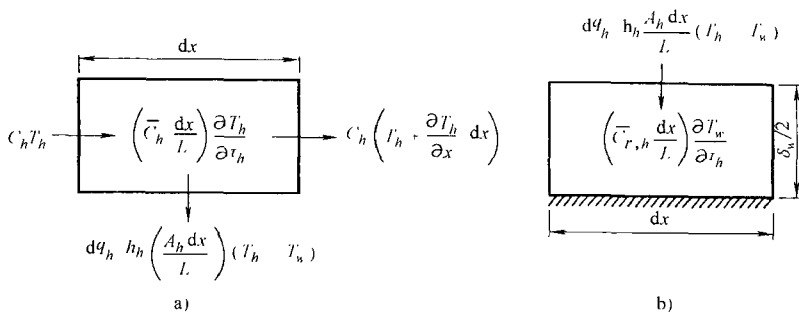 dx
C_h T_h
(C̄_h dx/L) ∂T_h/∂τ_h
C_h (T_h + ∂T_h/∂x dx)
dq_h h_h (A_h dx/L) (T_h T_w)
a)
dq_h h_h A_h dx/L (T_h T_w)
(C̄_r,h dx/L) ∂T_w/∂τ_h
δ_w/2
dx
b)